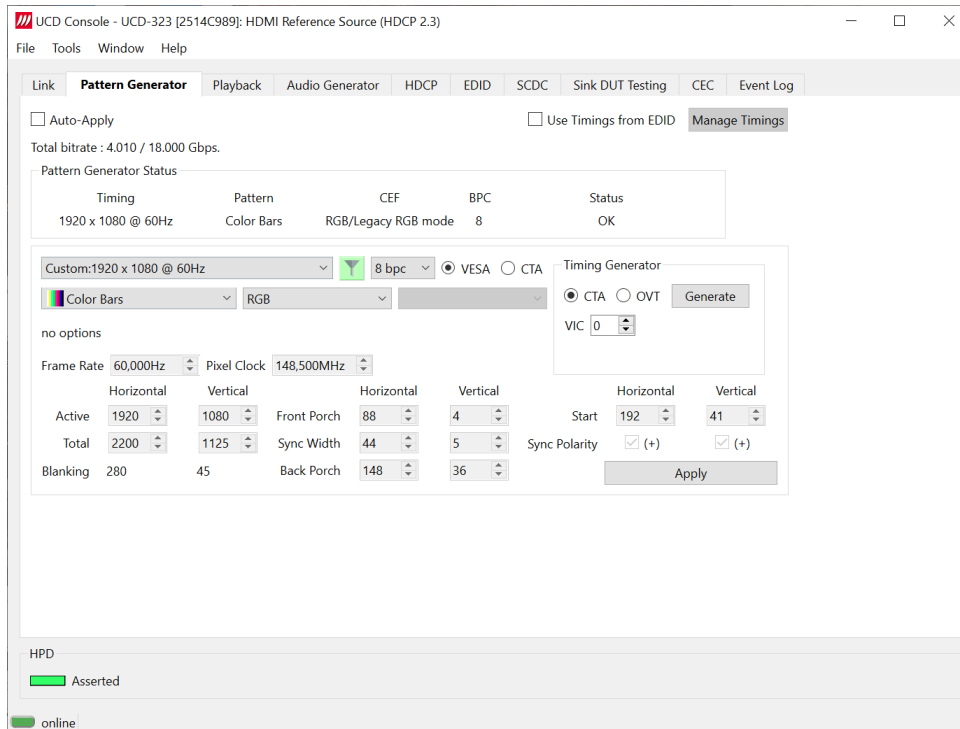 UCD Console - UCD-323 [2514C989]: HDMI Reference Source (HDCP 2.3)
File Tools Window Help
Link Pattern Generator Playback Audio Generator HDCP EDID SCDC Sink DUT Testing CEC Event Log
Auto-Apply Use Timings from EDID Manage Timings
Total bitrate : 4.010 / 18.000 Gbps.
Pattern Generator Status
Timing Pattern CEF BPC Status
1920 x 1080 @ 60Hz Color Bars RGB/Legacy RGB mode 8 OK
Custom:1920 x 1080 @ 60Hz 8 bpc VESA CTA Timing Generator
Color Bars RGB CTA OVT Generate
no options VIC 0
Frame Rate 60,000Hz Pixel Clock 148,500MHz
Horizontal Vertical Horizontal Vertical Horizontal Vertical
Active 1920 1080 Front Porch 88 4 Start 192 41
Total 2200 1125 Sync Width 44 5 Sync Polarity (+) (+)
Blanking 280 45 Back Porch 148 36 Apply
HPD
Asserted
online